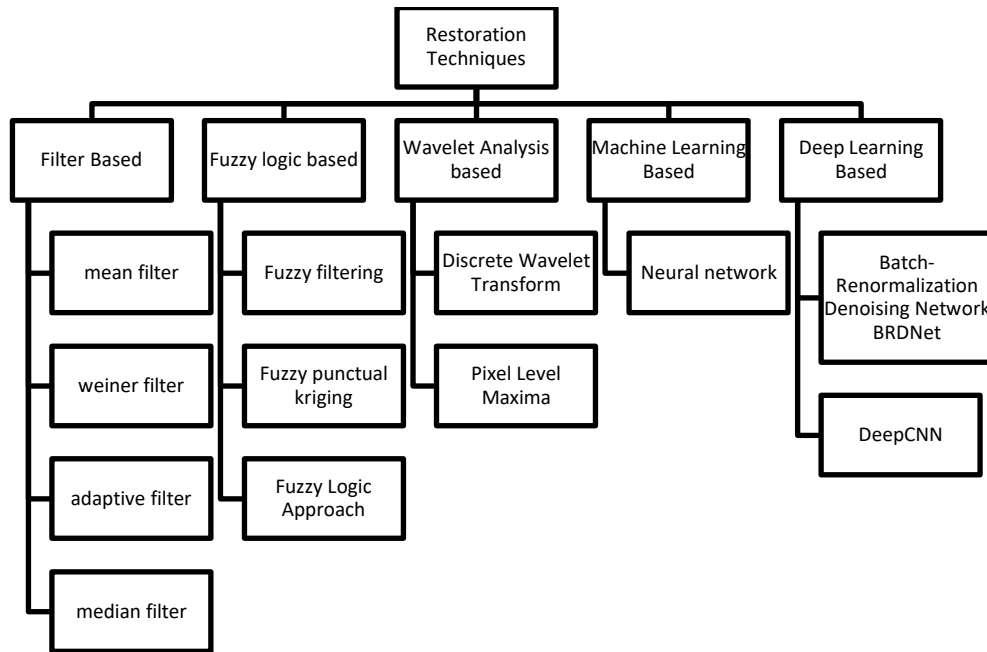 Restoration
Techniques
Filter Based
Fuzzy logic based
Wavelet Analysis
based
Machine Learning
Based
Deep Learning
Based
mean filter
weiner filter
adaptive filter
median filter
Fuzzy filtering
Fuzzy punctual
kriging
Fuzzy Logic
Approach
Discrete Wavelet
Transform
Pixel Level
Maxima
Neural network
Batch-
Renormalization
Denoising Network
BRDNet
DeepCNN